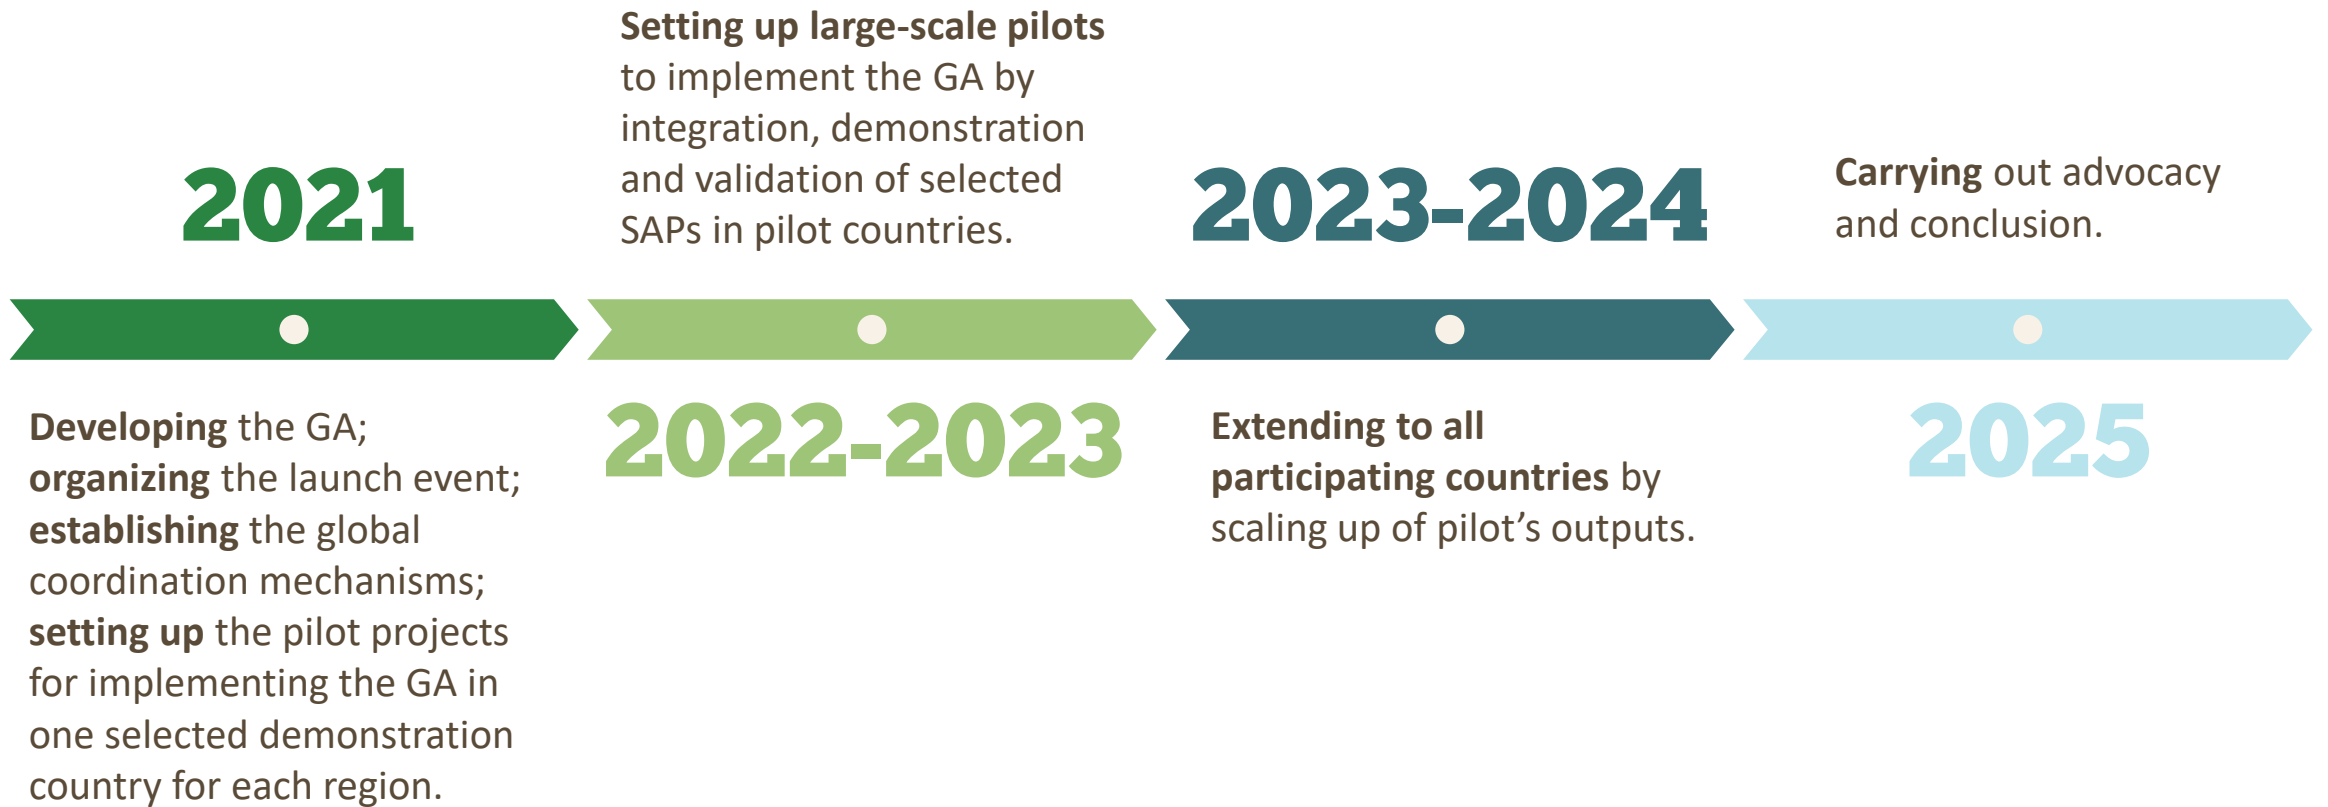 2021
Developing the GA;
organizing the launch event;
establishing the global
coordination mechanisms;
setting up the pilot projects
for implementing the GA in
one selected demonstration
country for each region.
Setting up large-scale pilots
to implement the GA by
integration, demonstration
and validation of selected
SAPs in pilot countries.
2022-2023
2023-2024
Extending to all
participating countries by
scaling up of pilot’s outputs.
Carrying out advocacy
and conclusion.
2025